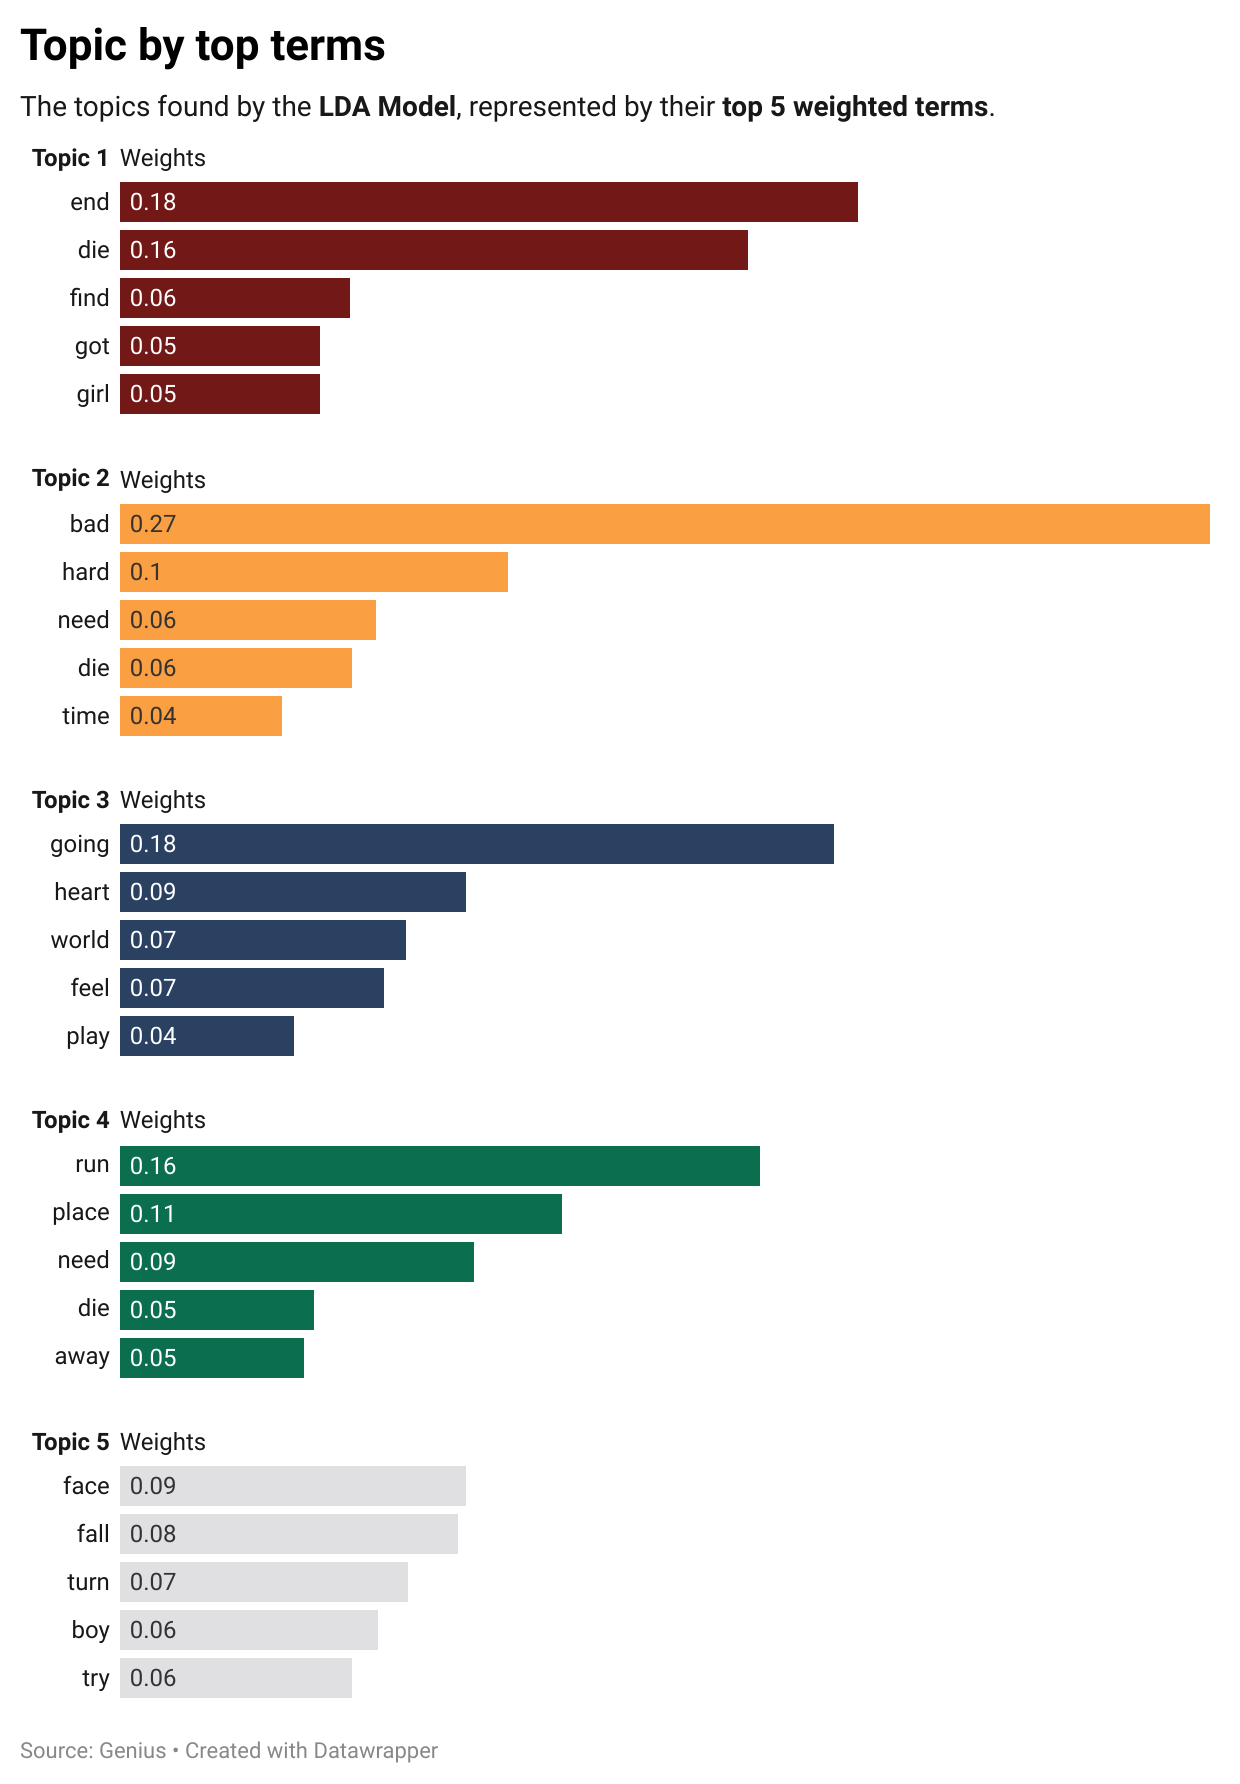 Topic by top terms
The topics found by the LDA Model, represented by their top 5 weighted terms.
Topic 1 Weights
end 0.18
die 0.16
find 0.06
got 0.05
girl 0.05
Topic 2 Weights
bad 0.27
hard 0.1
need 0.06
die 0.06
time 0.04
Topic 3 Weights
going 0.18
heart 0.09
world 0.07
feel 0.07
play 0.04
Topic 4 Weights
run 0.16
place 0.11
need 0.09
die 0.05
away 0.05
Topic 5 Weights
face 0.09
fall 0.08
turn 0.07
boy 0.06
try 0.06
Source: Genius • Created with Datawrapper